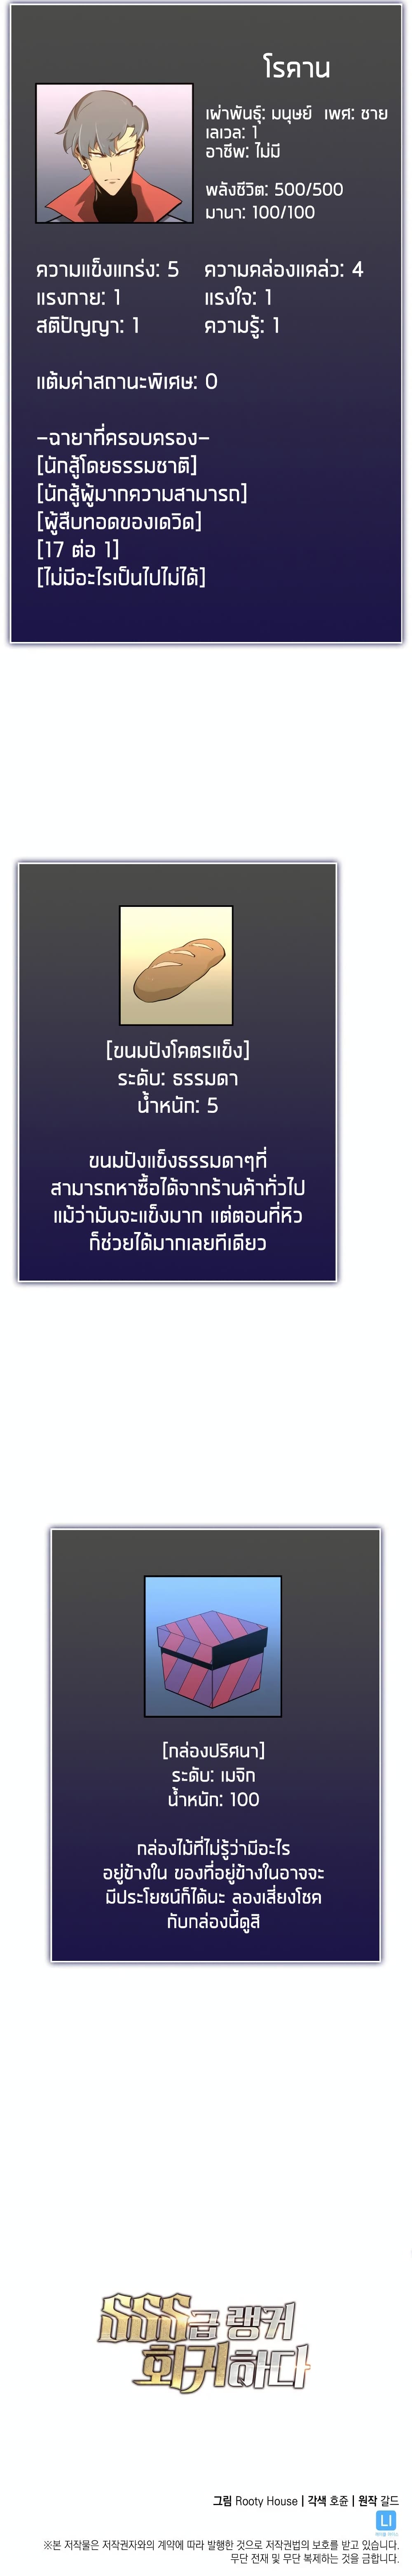 โรคาน
เผ่าพันธุ์: มนุษย์ เพศ: ชาย
เลเวล: 1
อาชีพ: ไม่มี
พลังชีวิต: 500/500
มานา: 100/100
ความแข็งแกร่ง: 5 ความคล่องแคล่ว: 4
แรงกาย: 1 แรงใจ: 1
สติปัญญา: 1 ความรู้: 1
แต้มค่าสถานะพิเศษ: 0
-ฉายาที่ครอบครอง-
[นักสู้โดยธรรมชาติ]
[นักสู้ผู้มากความสามารถ]
[ผู้สืบทอดของเดวิด]
[17 ต่อ 1]
[ไม่มีอะไรเป็นไปไม่ได้]
[ขนมปังโคตรแข็ง]
ระดับ: ธรรมดา
น้ำหนัก: 5
ขนมปังแข็งธรรมดาๆที่
สามารถหาซื้อได้จากร้านค้าทั่วไป
แม้ว่ามันจะแข็งมาก แต่ตอนที่หิว
ก็ช่วยได้มากเลยทีเดียว
[กล่องปริศนา]
ระดับ: เมจิก
น้ำหนัก: 100
กล่องไม้ที่ไม่รู้ว่ามีอะไร
อยู่ข้างใน ของที่อยู่ข้างในอาจจะ
มีประโยชน์ก็ได้นะ ลองเสี่ยงโชค
กับกล่องนี้ดูสิ
SSS급 랭커
회귀하다
그림 Rooty House | 각색 호쥰 | 원작 갈드
LI
※본 저작물은 저작권자와의 계약에 따라 발행한 것으로 저작권법의 보호를 받고 있습니다.
무단 전재 및 무단 복제하는 것을 금합니다.